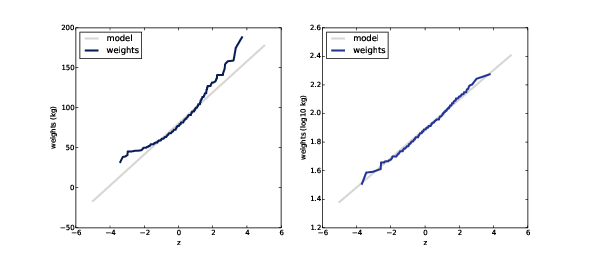 model
weights
200
150
100
50
0
−50
weights (kg)
−6 −4 −2 0 2 4 6
z
model
weights
2.6
2.4
2.2
2.0
1.8
1.6
1.4
1.2
weights (log10 kg)
−6 −4 −2 0 2 4 6
z